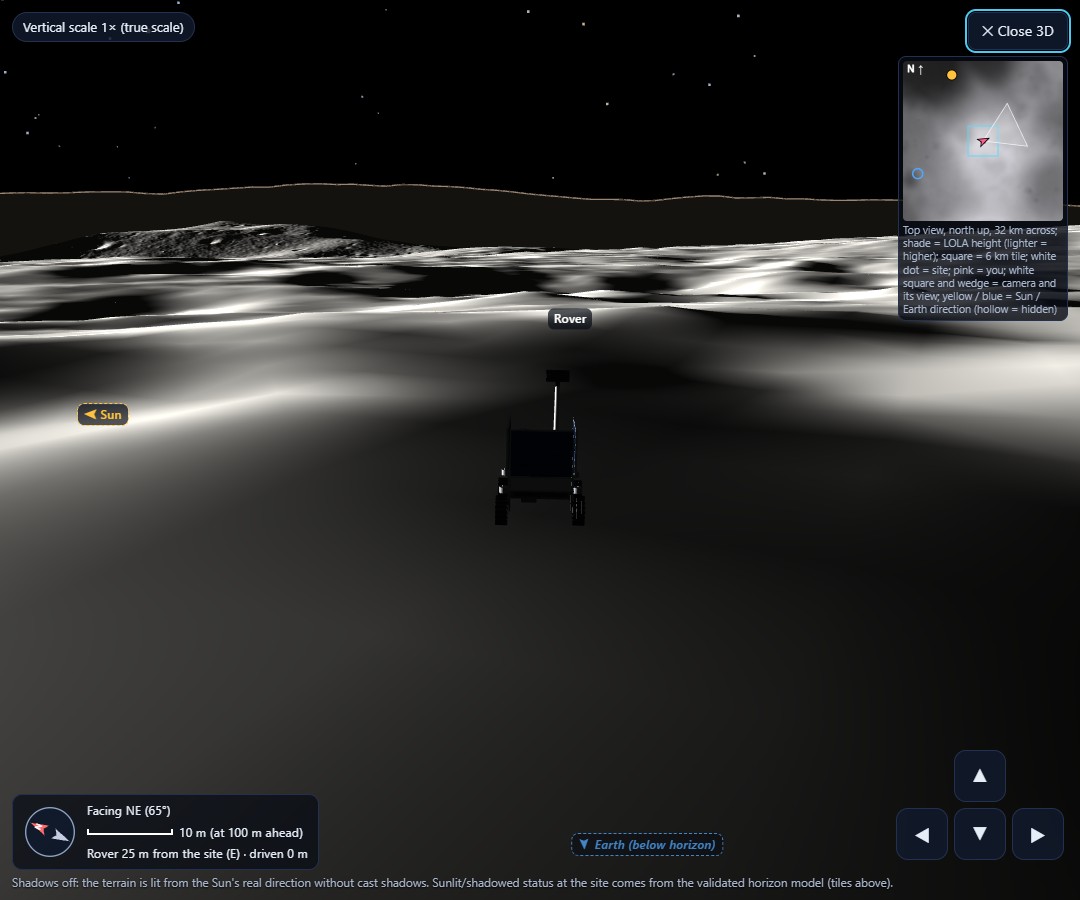 Vertical scale 1× (true scale)
✕ Close 3D
N ↑
Top view, north up, 32 km across;
shade = LOLA height (lighter =
higher); square = 6 km tile; white
dot = site; pink = you; white
square and wedge = camera and
its view; yellow / blue = Sun /
Earth direction (hollow = hidden)
Rover
Sun
Facing NE (65°)
10 m (at 100 m ahead)
Rover 25 m from the site (E) · driven 0 m
Earth (below horizon)
Shadows off: the terrain is lit from the Sun's real direction without cast shadows. Sunlit/shadowed status at the site comes from the validated horizon model (tiles above).